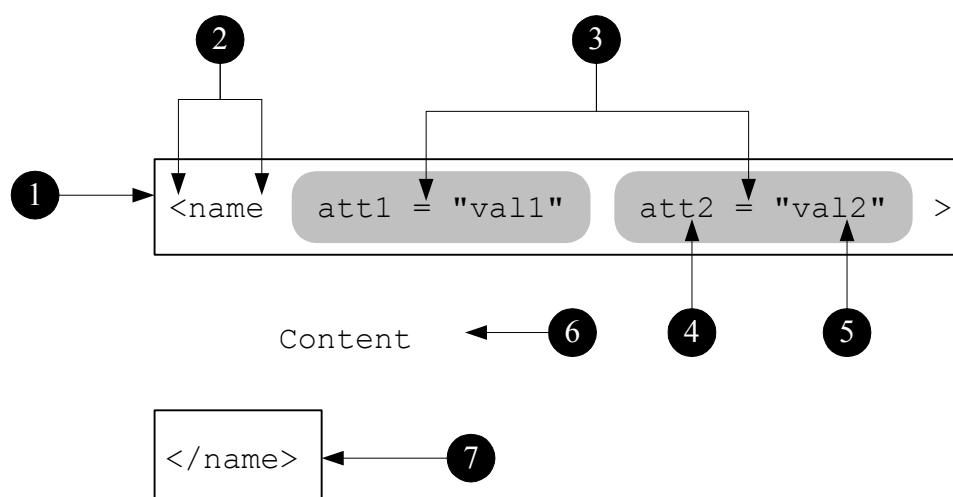 2 3
1 <name att1 = "val1" att2 = "val2" >
Content 6 4 5
</name> 7